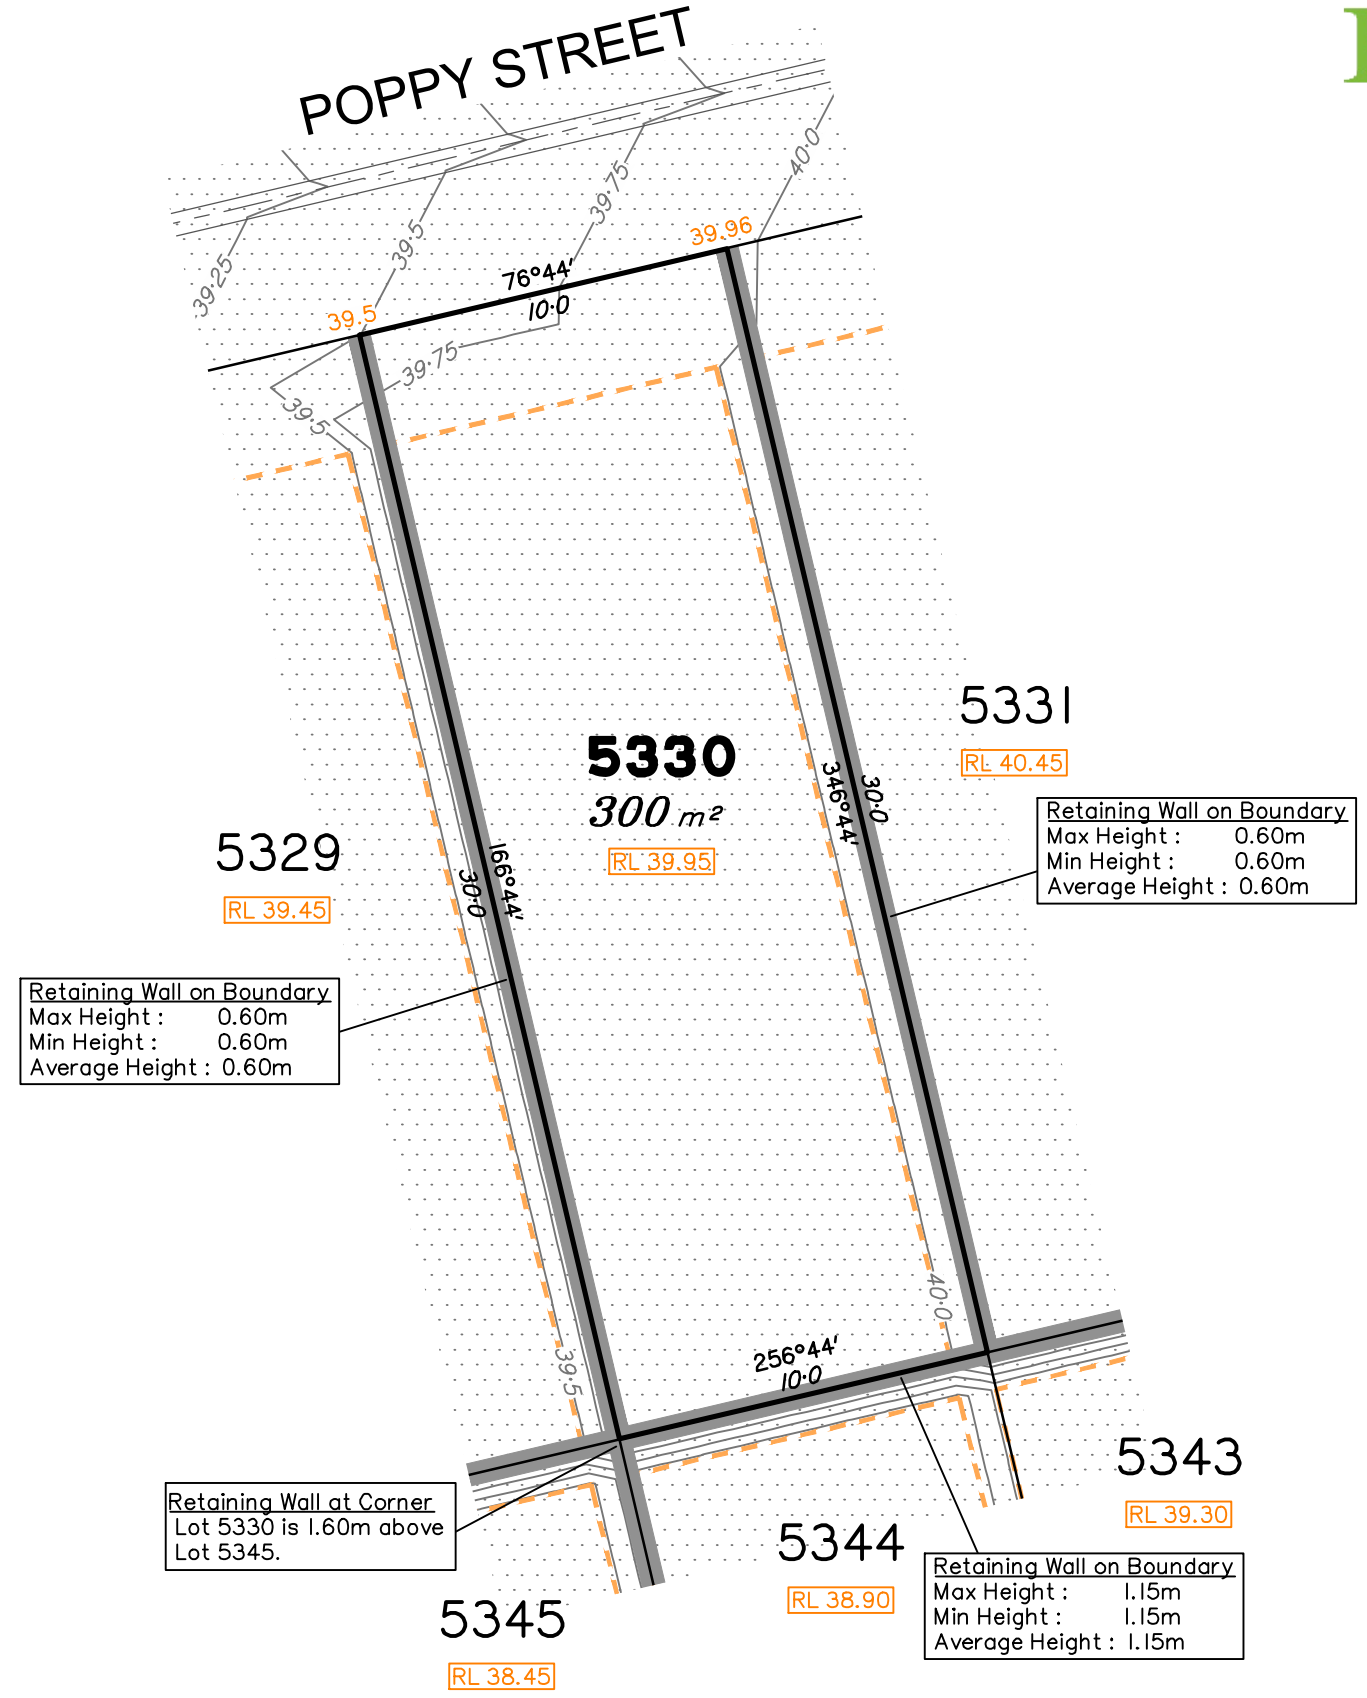 POPPY STREET
40·0
39·75
39·5
39·25
39.96
76°44'
10·0
39.5
39·75
39·5
5331
RL 40.45
5330
300 m²
RL 39.95
346°44'
30·0
Retaining Wall on Boundary
Max Height : 0.60m
Min Height : 0.60m
Average Height : 0.60m
5329
RL 39.45
166°44'
30·0
Retaining Wall on Boundary
Max Height : 0.60m
Min Height : 0.60m
Average Height : 0.60m
40·0
39·5
256°44'
10·0
5343
RL 39.30
Retaining Wall at Corner
Lot 5330 is 1.60m above
Lot 5345.
5344
RL 38.90
Retaining Wall on Boundary
Max Height : 1.15m
Min Height : 1.15m
Average Height : 1.15m
5345
RL 38.45